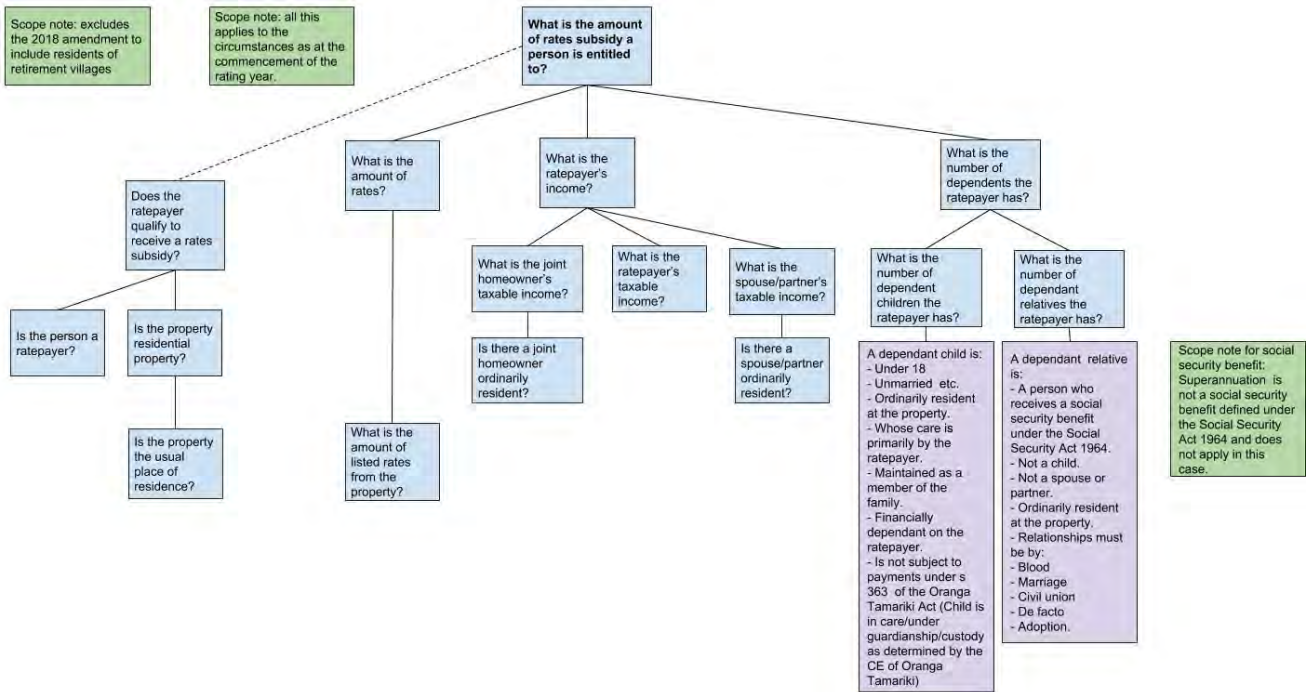 Scope note: excludes
the 2018 amendment to
include residents of
retirement villages
Scope note: all this
applies to the
circumstances as at the
commencement of the
rating year.
What is the amount
of rates subsidy a
person is entitled
to?
What is the
amount of
rates?
What is the
ratepayer's
income?
What is the
number of
dependents the
ratepayer has?
Does the
ratepayer
qualify to
receive a rates
subsidy?
What is the joint
homeowner's
taxable income?
What is the
ratepayer's
taxable
income?
What is the
spouse/partner's
taxable income?
What is the
number of
dependent
children the
ratepayer has?
What is the
number of
dependant
relatives the
ratepayer has?
Is the person a
ratepayer?
Is the property
residential
property?
Is there a joint
homeowner
ordinarily
resident?
Is there a
spouse/partner
ordinarily
resident?
Is the property
the usual
place of
residence?
What is the
amount of
listed rates
from the
property?
A dependant child is:
- Under 18
- Unmarried etc.
- Ordinarily resident
at the property.
- Whose care is
primarily by the
ratepayer.
- Maintained as a
member of the
family.
- Financially
dependant on the
ratepayer.
- Is not subject to
payments under s
363 of the Oranga
Tamariki Act (Child is
in care/under
guardianship/custody
as determined by the
CE of Oranga
Tamariki)
A dependant relative
is:
- A person who
receives a social
security benefit
under the Social
Security Act 1964.
- Not a child.
- Not a spouse or
partner.
- Ordinarily resident
at the property.
- Relationships must
be by:
- Blood
- Marriage
- Civil union
- De facto
- Adoption.
Scope note for social
security benefit:
Superannuation is
not a social security
benefit defined under
the Social Security
Act 1964 and does
not apply in this
case.